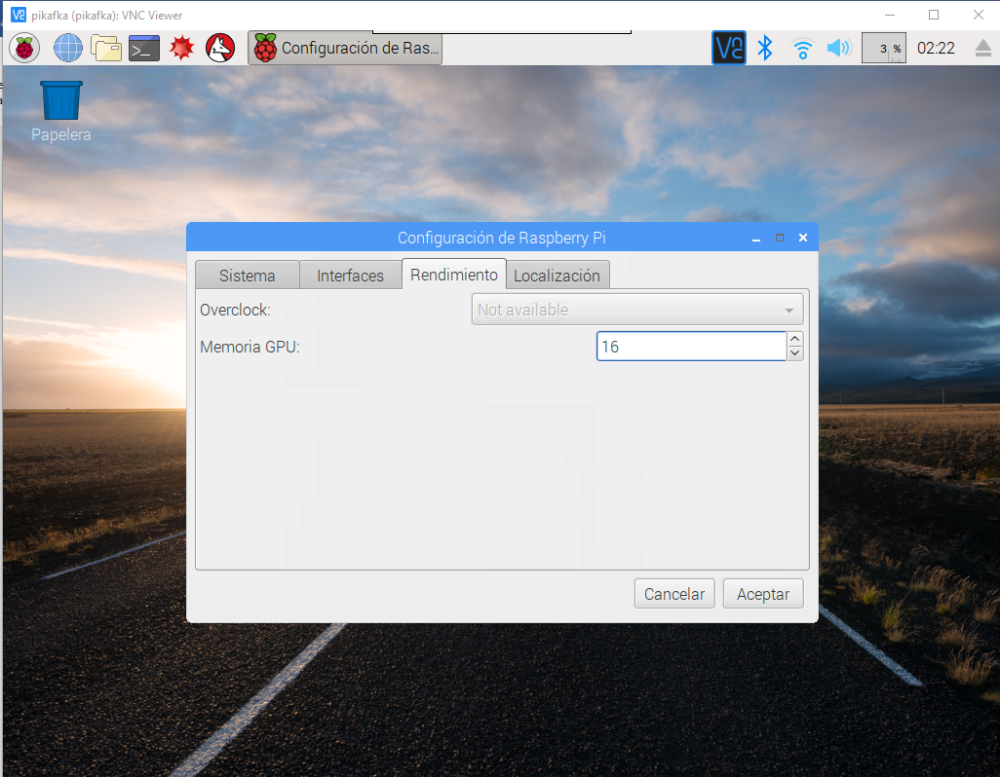 pikafka (pikafka): VNC Viewer
Configuración de Ras...
3 %
02:22
Papelera
Configuración de Raspberry Pi
Sistema
Interfaces
Rendimiento
Localización
Overclock:
Not available
Memoria GPU:
16
Cancelar
Aceptar